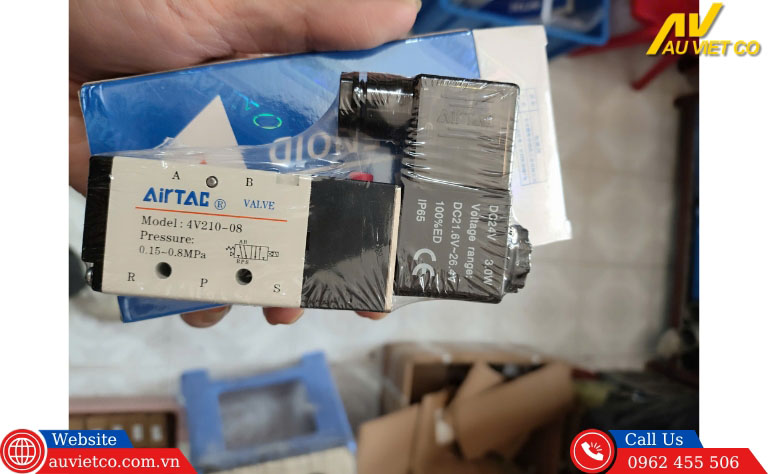 AU VIET CO
A B
AirTAC ® VALVE
Model: 4V210-08
Pressure:
0.15~0.8MPa
R P S
AirTAC
DC24V 3.0W
Voltage range:
DC21.6V~26.4V
100%ED
IP65
CE
Website
auvietco.com.vn
Call Us
0962 455 506